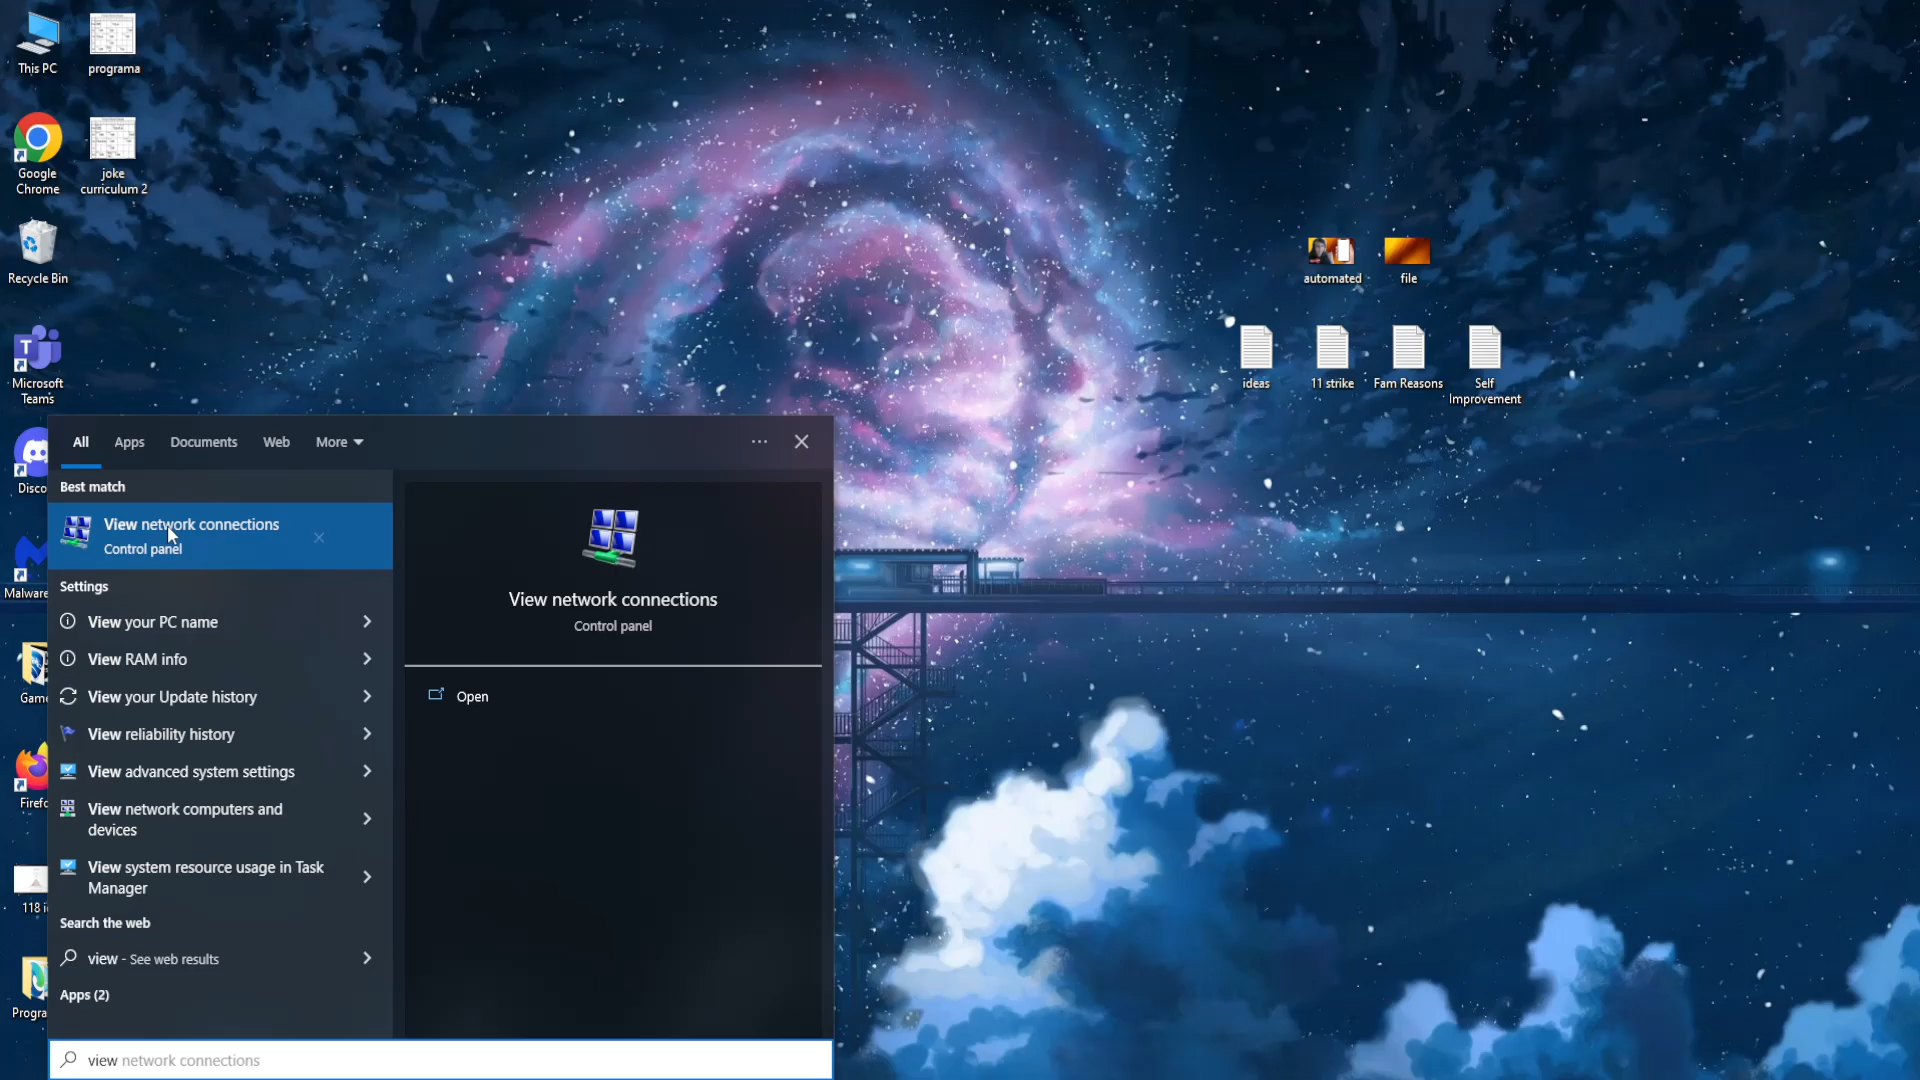 This PC
programa
Google
Chrome
joke
curriculum 2
Recycle Bin
Microsoft
Teams
Disco
Malware
Game
Firefo
118 i
Progra
automated
file
ideas
11 strike
Fam Reasons
Self
Improvement
All
Apps
Documents
Web
More
Best match
View network connections
Control panel
Settings
View your PC name
View RAM info
View your Update history
View reliability history
View advanced system settings
View network computers and
devices
View system resource usage in Task
Manager
Search the web
view - See web results
Apps (2)
view network connections
View network connections
Control panel
Open